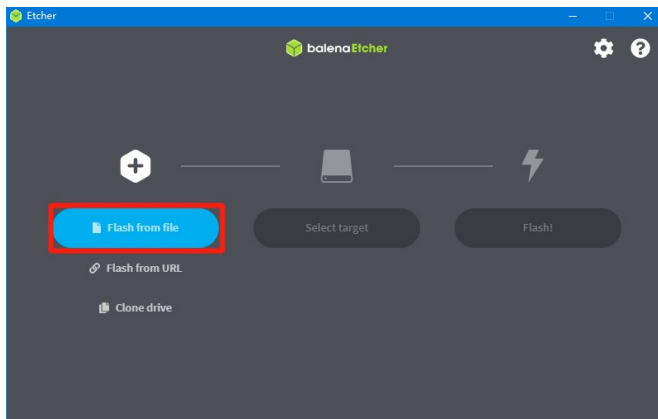 Etcher
balenaEtcher
Flash from file
Select target
Flash!
Flash from URL
Clone drive